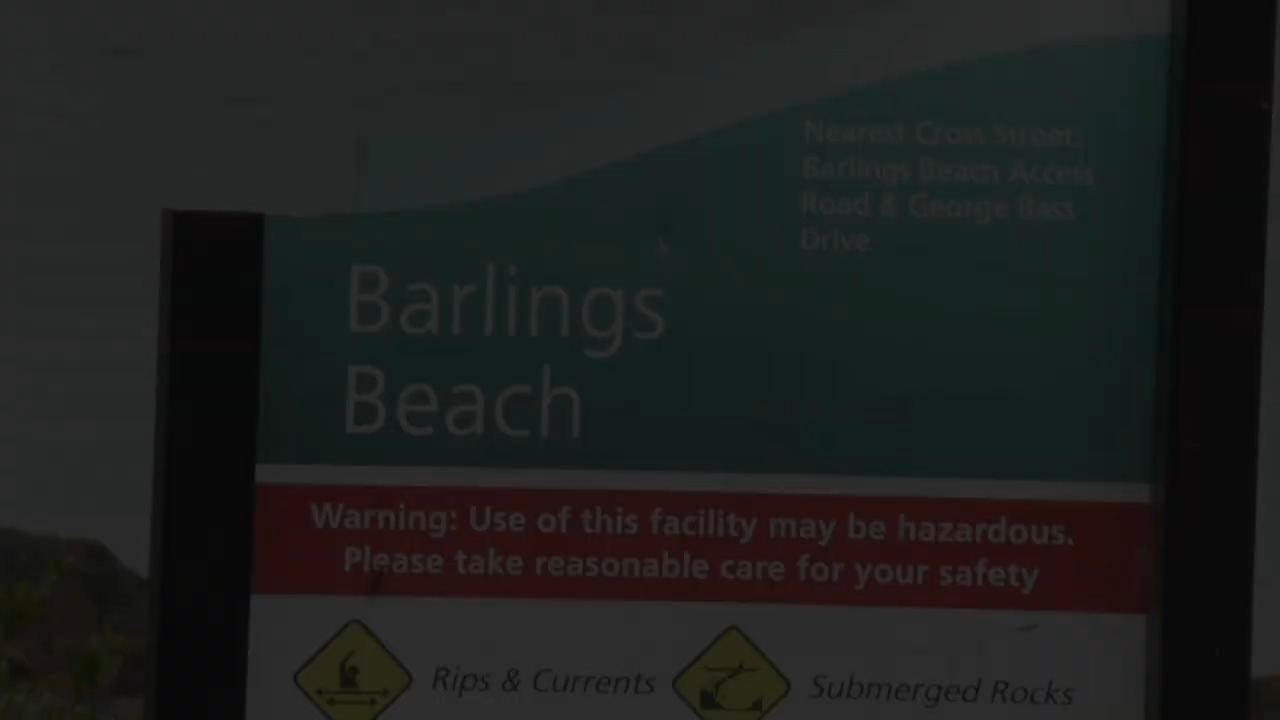 Nearest Cross Street:
Barlings Beach Access
Road & George Bass
Drive
Barlings
Beach
Warning: Use of this facility may be hazardous.
Please take reasonable care for your safety
Rips & Currents
Submerged Rocks